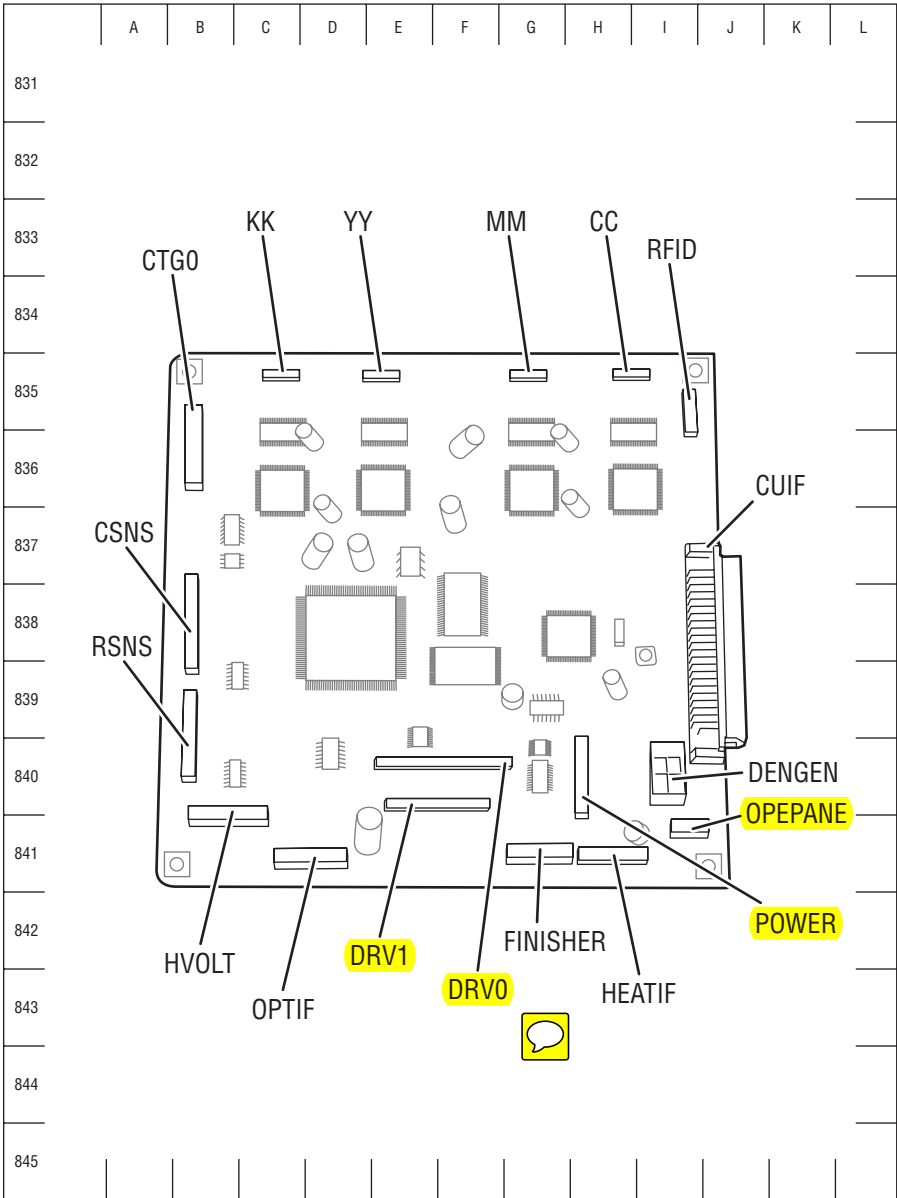 A B C D E F G H I J K L
831
832
833
KK YY MM CC
RFID
CTG0
834
835
836
CUIF
837
CSNS
838
RSNS
839
840
DENGEN
OPEPANE
841
842
POWER
FINISHER
DRV1
HVOLT
DRV0
HEATIF
843
OPTIF
844
845